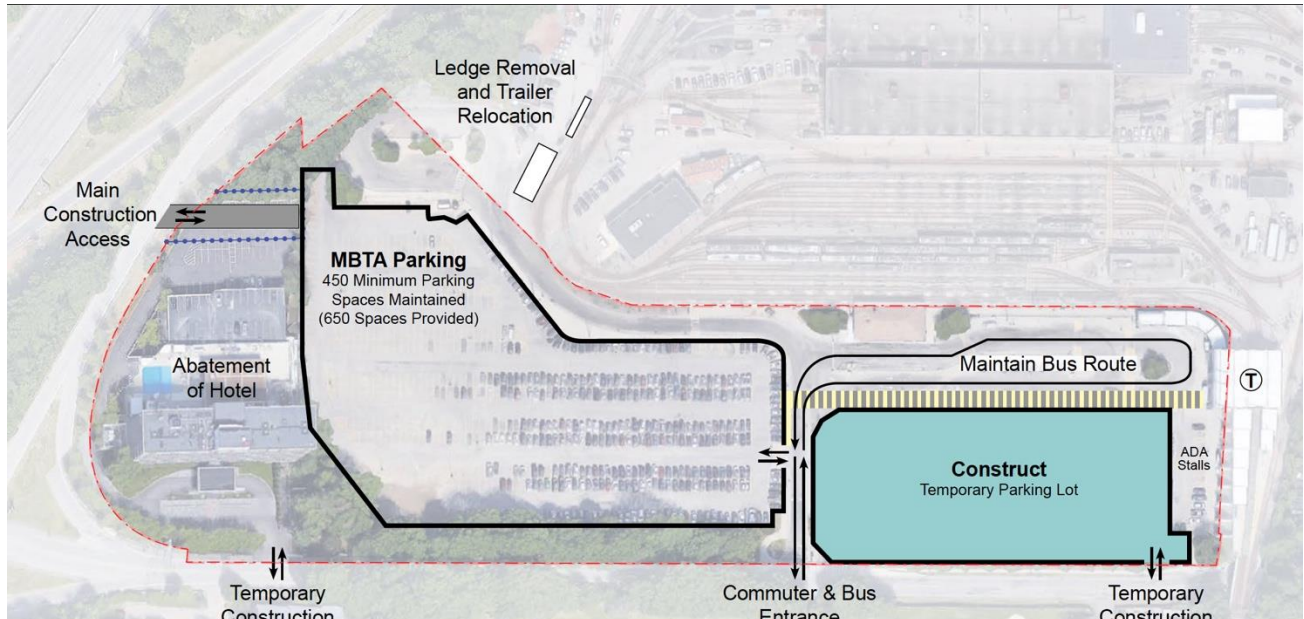 Ledge Removal
and Trailer
Relocation
Main
Construction
Access
MBTA Parking
450 Minimum Parking
Spaces Maintained
(650 Spaces Provided)
Abatement
of Hotel
Maintain Bus Route
T
ADA
Stalls
Construct
Temporary Parking Lot
Temporary
Construction
Commuter & Bus
Entrance
Temporary
Construction